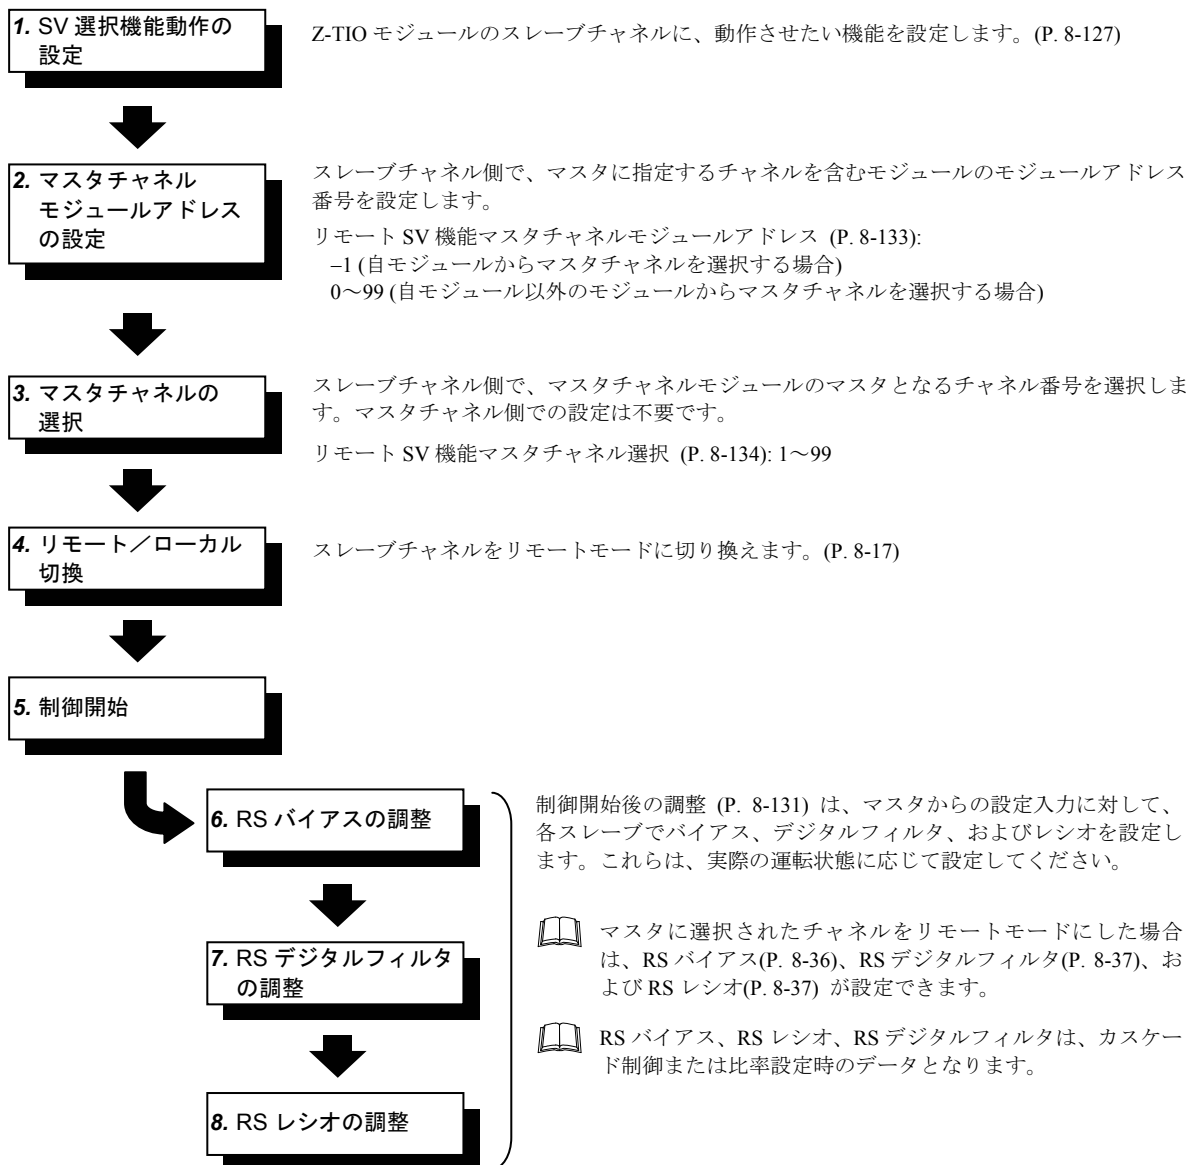 1. SV 選択機能動作の
設定
Z-TIO モジュールのスレーブチャネルに、動作させたい機能を設定します。(P. 8-127)
2. マスタチャネル
モジュールアドレス
の設定
スレーブチャネル側で、マスタに指定するチャネルを含むモジュールのモジュールアドレス
番号を設定します。
リモート SV 機能マスタチャネルモジュールアドレス (P. 8-133):
−1 (自モジュールからマスタチャネルを選択する場合)
0～99 (自モジュール以外のモジュールからマスタチャネルを選択する場合)
3. マスタチャネルの
選択
スレーブチャネル側で、マスタチャネルモジュールのマスタとなるチャネル番号を選択しま
す。マスタチャネル側での設定は不要です。
リモート SV 機能マスタチャネル選択 (P. 8-134): 1～99
4. リモート／ローカル
切換
スレーブチャネルをリモートモードに切り換えます。(P. 8-17)
5. 制御開始
6. RS バイアスの調整
制御開始後の調整 (P. 8-131) は、マスタからの設定入力に対して、
各スレーブでバイアス、デジタルフィルタ、およびレシオを設定し
ます。これらは、実際の運転状態に応じて設定してください。
マスタに選択されたチャネルをリモートモードにした場合
は、RS バイアス(P. 8-36)、RS デジタルフィルタ(P. 8-37)、お
よび RS レシオ(P. 8-37) が設定できます。
7. RS デジタルフィルタ
の調整
RS バイアス、RS レシオ、RS デジタルフィルタは、カスケー
ド制御または比率設定時のデータとなります。
8. RS レシオの調整